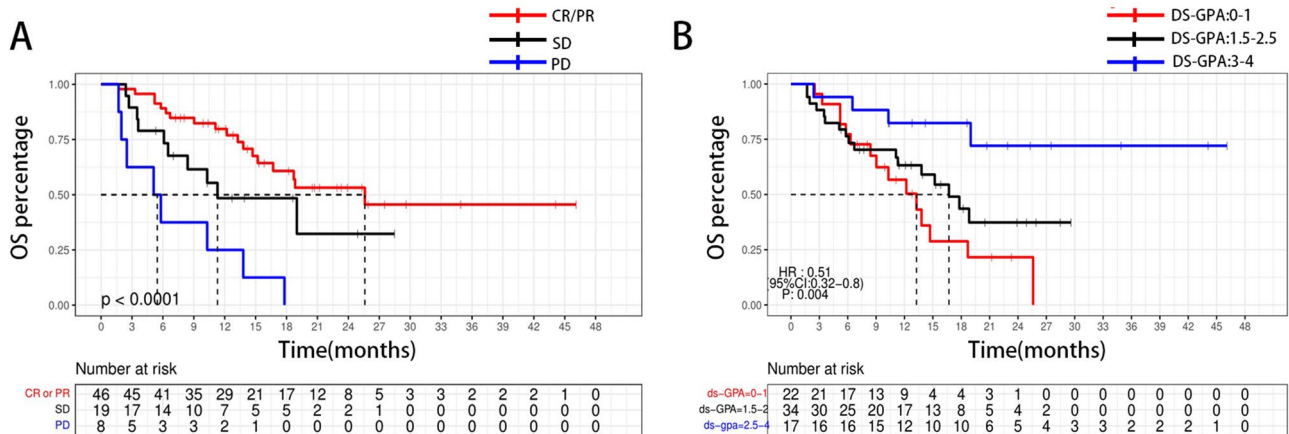 A
CR/PR
SD
PD
1.00
0.75
0.50
0.25
0.00
OS percentage
p < 0.0001
0 3 6 9 12 15 18 21 24 27 30 33 36 39 42 45 48
Time(months)
Number at risk
CR or PR 46 45 41 35 29 21 17 12 8 5 3 3 2 2 2 1 0
SD 19 17 14 10 7 5 5 2 2 1 0 0 0 0 0 0 0
PD 8 5 3 3 2 1 0 0 0 0 0 0 0 0 0 0 0
B
DS-GPA:0-1
DS-GPA:1.5-2.5
DS-GPA:3-4
1.00
0.75
0.50
0.25
0.00
OS percentage
HR : 0.51
(95%CI:0.32−0.8)
P: 0.004
0 3 6 9 12 15 18 21 24 27 30 33 36 39 42 45 48
Time(months)
Number at risk
ds-GPA=0-1 22 21 17 13 9 4 4 3 1 0 0 0 0 0 0 0 0
ds-GPA=1.5-2 34 30 25 20 17 13 8 5 4 2 0 0 0 0 0 0 0
ds-gpa=2.5-4 17 16 16 15 12 10 10 6 5 4 3 3 2 2 2 1 0